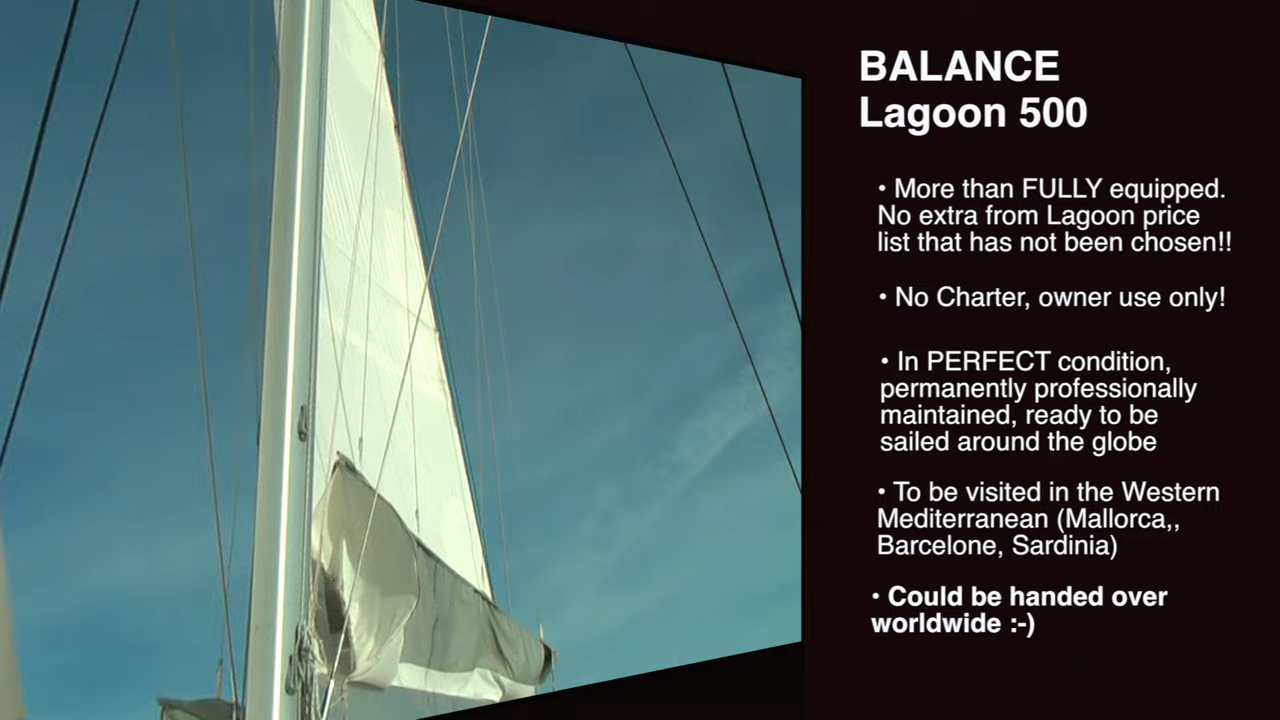 BALANCE
Lagoon 500
• More than FULLY equipped.
No extra from Lagoon price
list that has not been chosen!!
• No Charter, owner use only!
• In PERFECT condition,
permanently professionally
maintained, ready to be
sailed around the globe
• To be visited in the Western
Mediterranean (Mallorca,,
Barcelone, Sardinia)
• Could be handed over
worldwide :-)